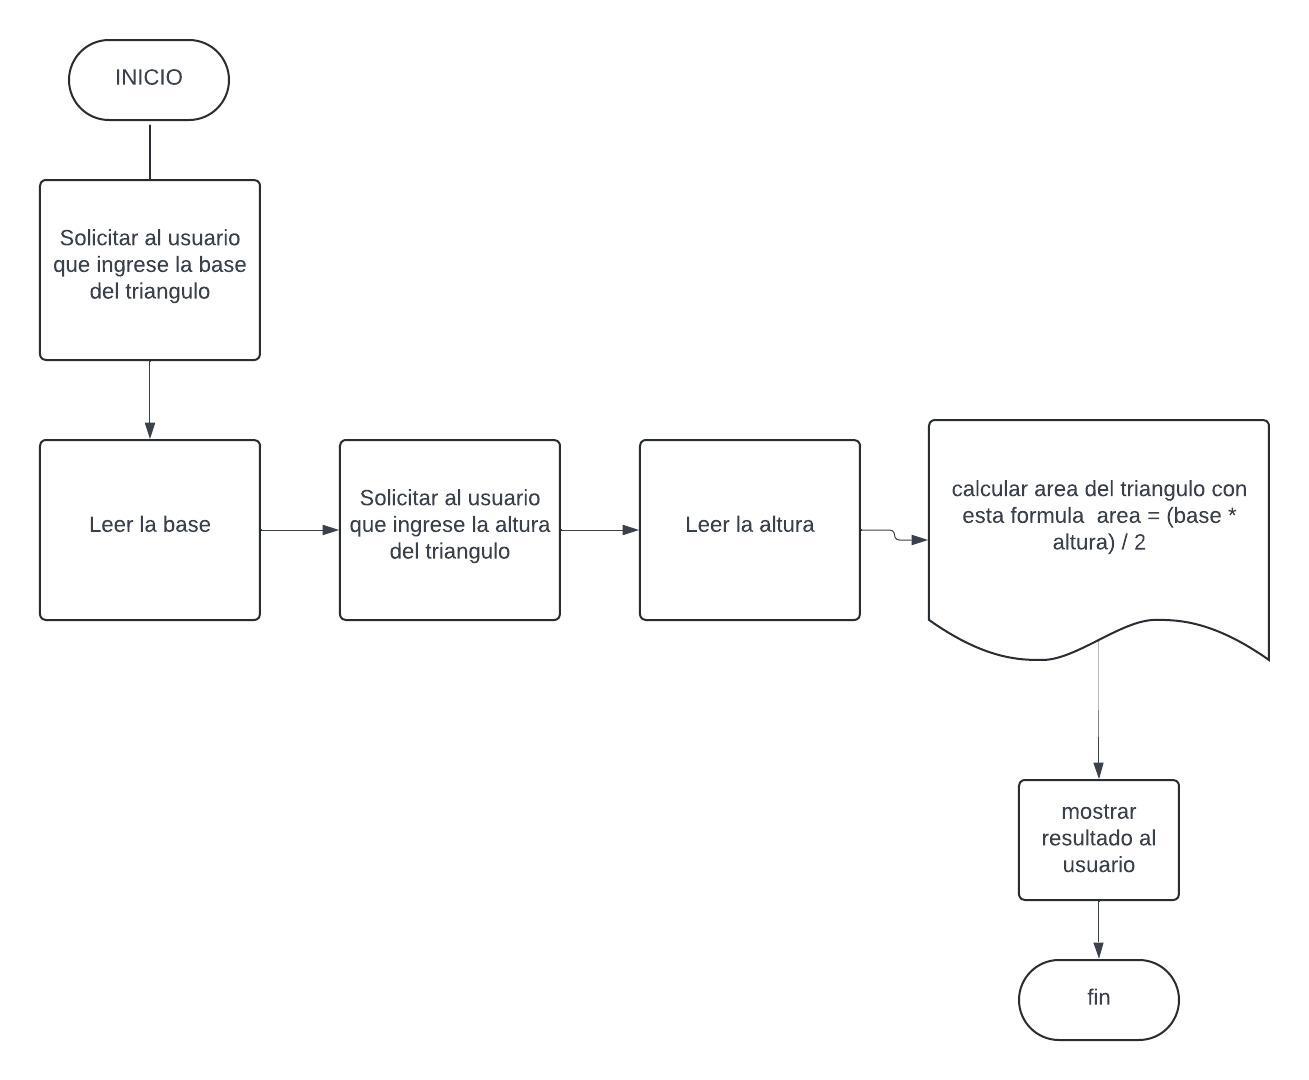 INICIO
Solicitar al usuario
que ingrese la base
del triangulo
Leer la base
Solicitar al usuario
que ingrese la altura
del triangulo
Leer la altura
calcular area del triangulo con
esta formula  area = (base *
altura) / 2
mostrar
resultado al
usuario
fin